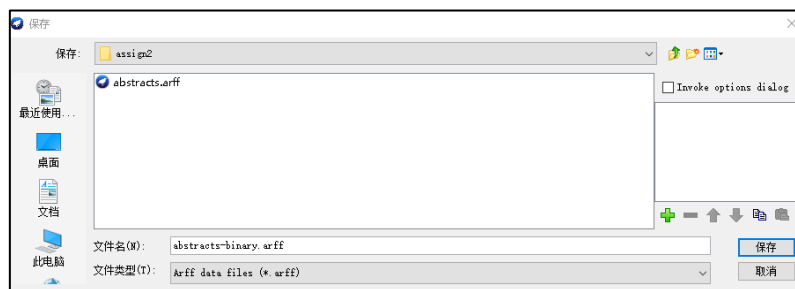 保存
保存:
assign2
abstracts.arff
Invoke options dialog
最近使用...
桌面
文档
此电脑
文件名(N):
abstracts-binary.arff
保存
文件类型(T):
Arff data files (*.arff)
取消